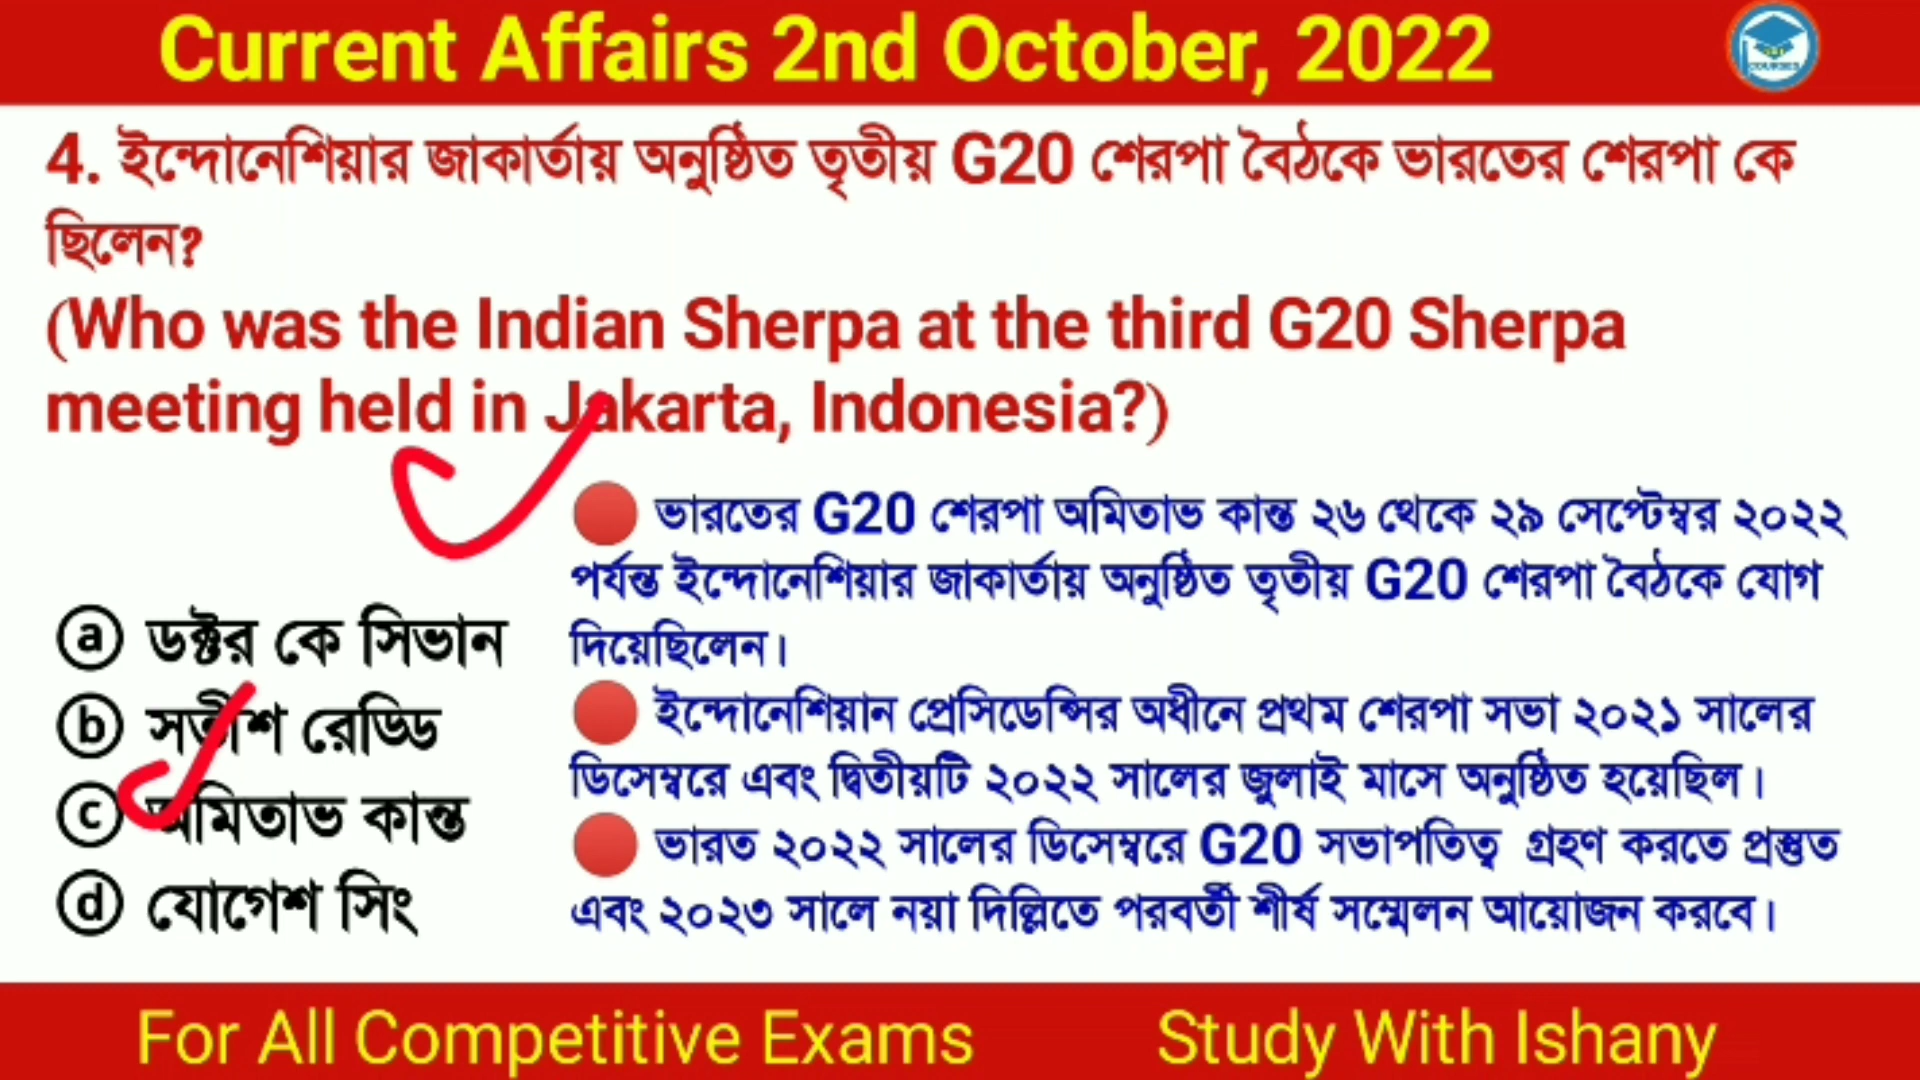 Current Affairs 2nd October, 2022
COURSES
4. ইন্দোনেশিয়ার জাকার্তায় অনুষ্ঠিত তৃতীয় G20 শেরপা বৈঠকে ভারতের শেরপা কে
ছিলেন?
(Who was the Indian Sherpa at the third G20 Sherpa
meeting held in Jakarta, Indonesia?)
ⓐ ডক্টর কে সিভান
ⓑ সতীশ রেড্ডি
ⓒ অমিতাভ কান্ত
ⓓ যোগেশ সিং
🔴 ভারতের G20 শেরপা অমিতাভ কান্ত ২৬ থেকে ২৯ সেপ্টেম্বর ২০২২
পর্যন্ত ইন্দোনেশিয়ার জাকার্তায় অনুষ্ঠিত তৃতীয় G20 শেরপা বৈঠকে যোগ
দিয়েছিলেন।
🔴 ইন্দোনেশিয়ান প্রেসিডেন্সির অধীনে প্রথম শেরপা সভা ২০২১ সালের
ডিসেম্বরে এবং দ্বিতীয়টি ২০২২ সালের জুলাই মাসে অনুষ্ঠিত হয়েছিল।
🔴 ভারত ২০২২ সালের ডিসেম্বরে G20 সভাপতিত্ব গ্রহণ করতে প্রস্তুত
এবং ২০২৩ সালে নয়া দিল্লিতে পরবর্তী শীর্ষ সম্মেলন আয়োজন করবে।
For All Competitive Exams
Study With Ishany